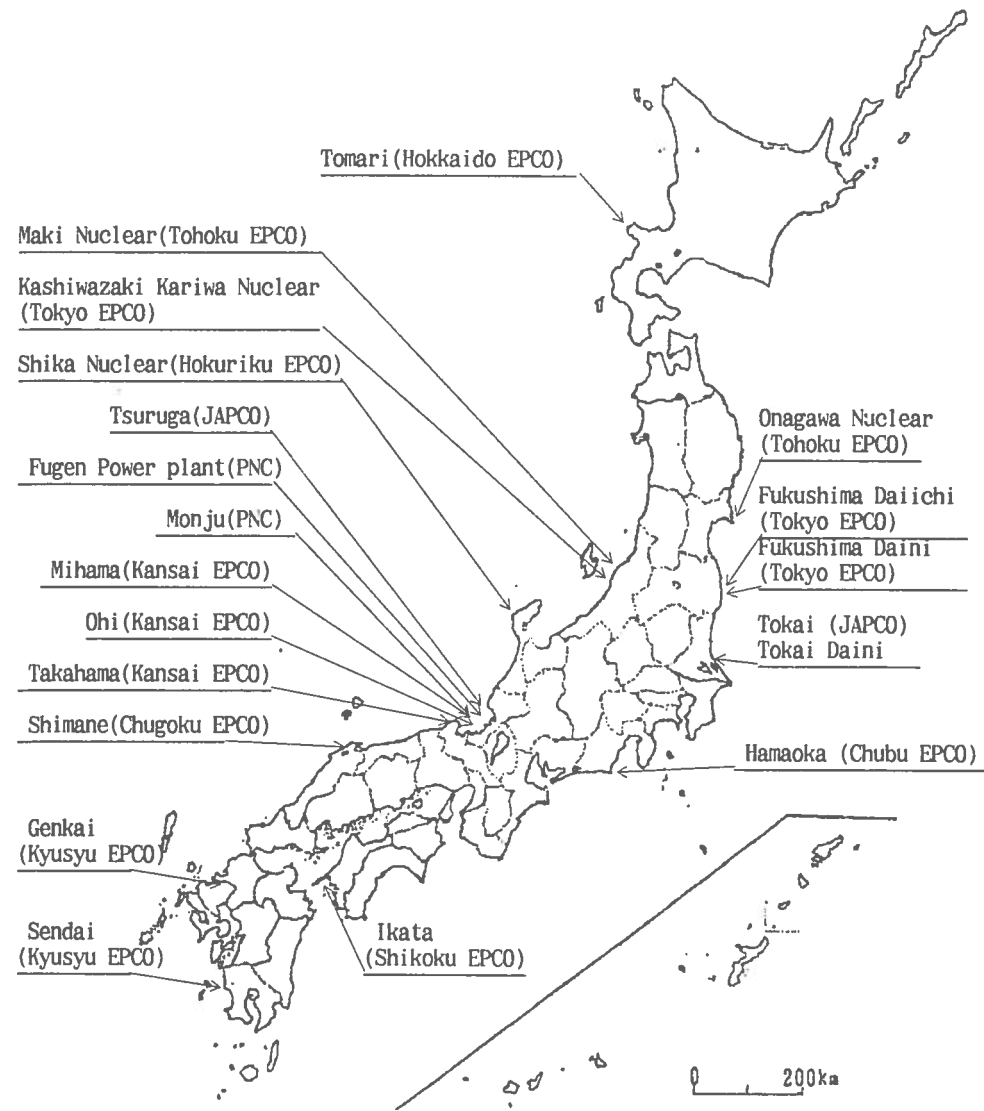 Tomari(Hokkaido EPCO)
Maki Nuclear(Tohoku EPCO)
Kashiwazaki Kariwa Nuclear
(Tokyo EPCO)
Shika Nuclear(Hokuriku EPCO)
Tsuruga(JAPCO)
Fugen Power plant(PNC)
Monju(PNC)
Mihama(Kansai EPCO)
Ohi(Kansai EPCO)
Takahama(Kansai EPCO)
Shimane(Chugoku EPCO)
Genkai
(Kyusyu EPCO)
Sendai
(Kyusyu EPCO)
Ikata
(Shikoku EPCO)
Onagawa Nuclear
(Tohoku EPCO)
Fukushima Daiichi
(Tokyo EPCO)
Fukushima Daini
(Tokyo EPCO)
Tokai (JAPCO)
Tokai Daini
Hamaoka (Chubu EPCO)
0 200km